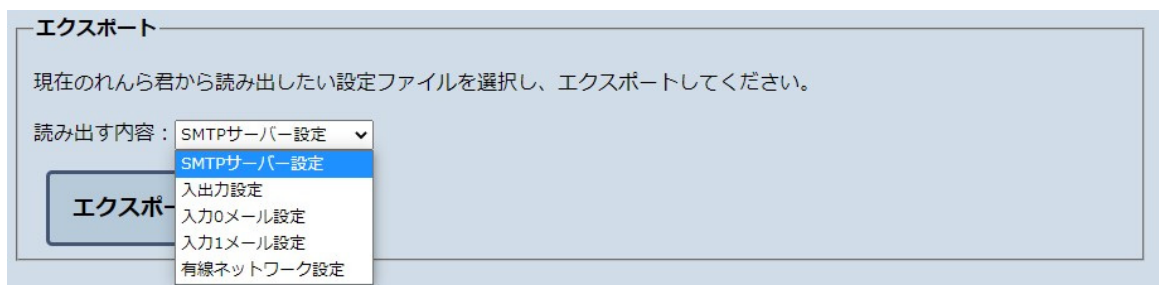 エクスポート
現在のれんら君から読み出したい設定ファイルを選択し、エクスポートしてください。
読み出す内容：SMTPサーバー設定
SMTPサーバー設定
入出力設定
エクスポー
入力0メール設定
入力1メール設定
有線ネットワーク設定